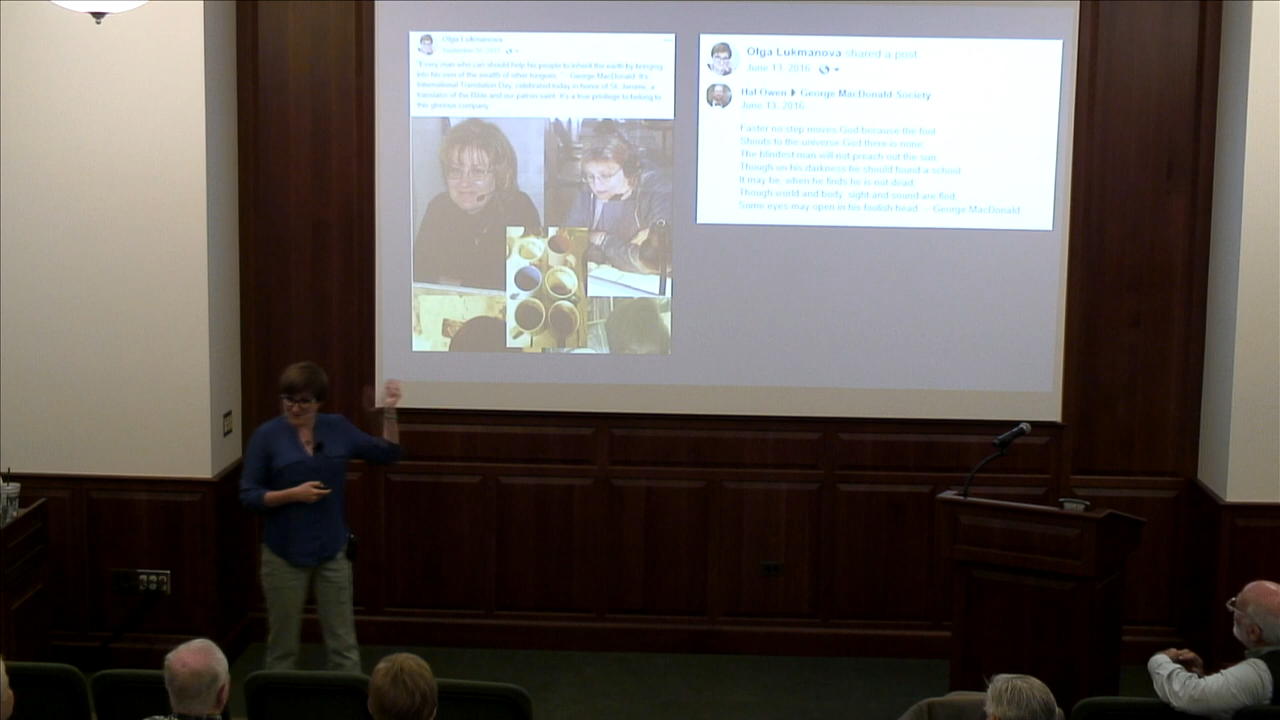 Olga Lukmanova
"Every man who can should help his people to inherit the earth by bringing
into his own of the wealth of other tongues." - George MacDonald. It's
International Translation Day, celebrated today in honor of St. Jerome, a
translator of the Bible and our patron saint. It's a true privilege to belong to
this glorious company.
Olga Lukmanova shared a post
June 13, 2016
Hal Owen George MacDonald Society
June 13, 2016
Faster no step moves God because the fool
Shouts to the universe God there is none;
The blindest man will not preach out the sun,
Though on his darkness he should found a school.
It may be, when he finds he is not dead,
Though world and body, sight and sound are fled,
Some eyes may open in his foolish head. - George MacDonald